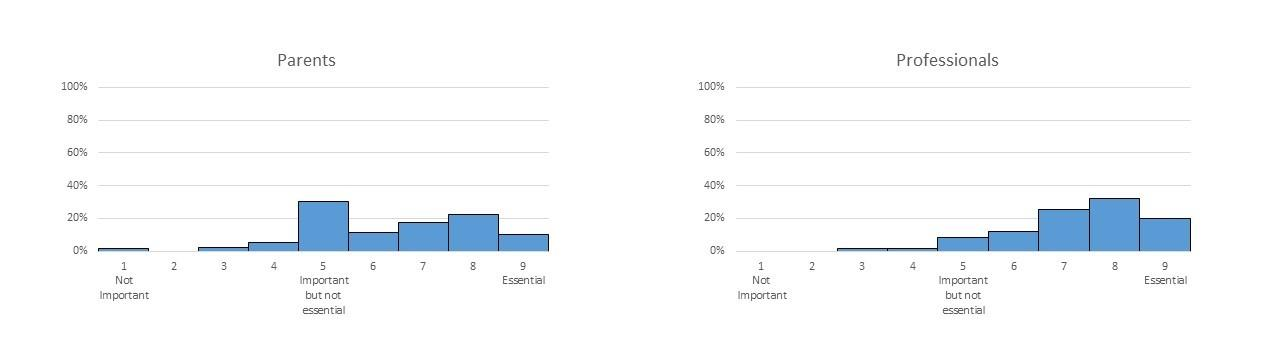 Parents
100%
80%
60%
40%
20%
0%
1 2 3 4 5 6 7 8 9
Not Important but not essential Essential
Important
Professionals
100%
80%
60%
40%
20%
0%
1 2 3 4 5 6 7 8 9
Not Important Essential
Important but not
essential